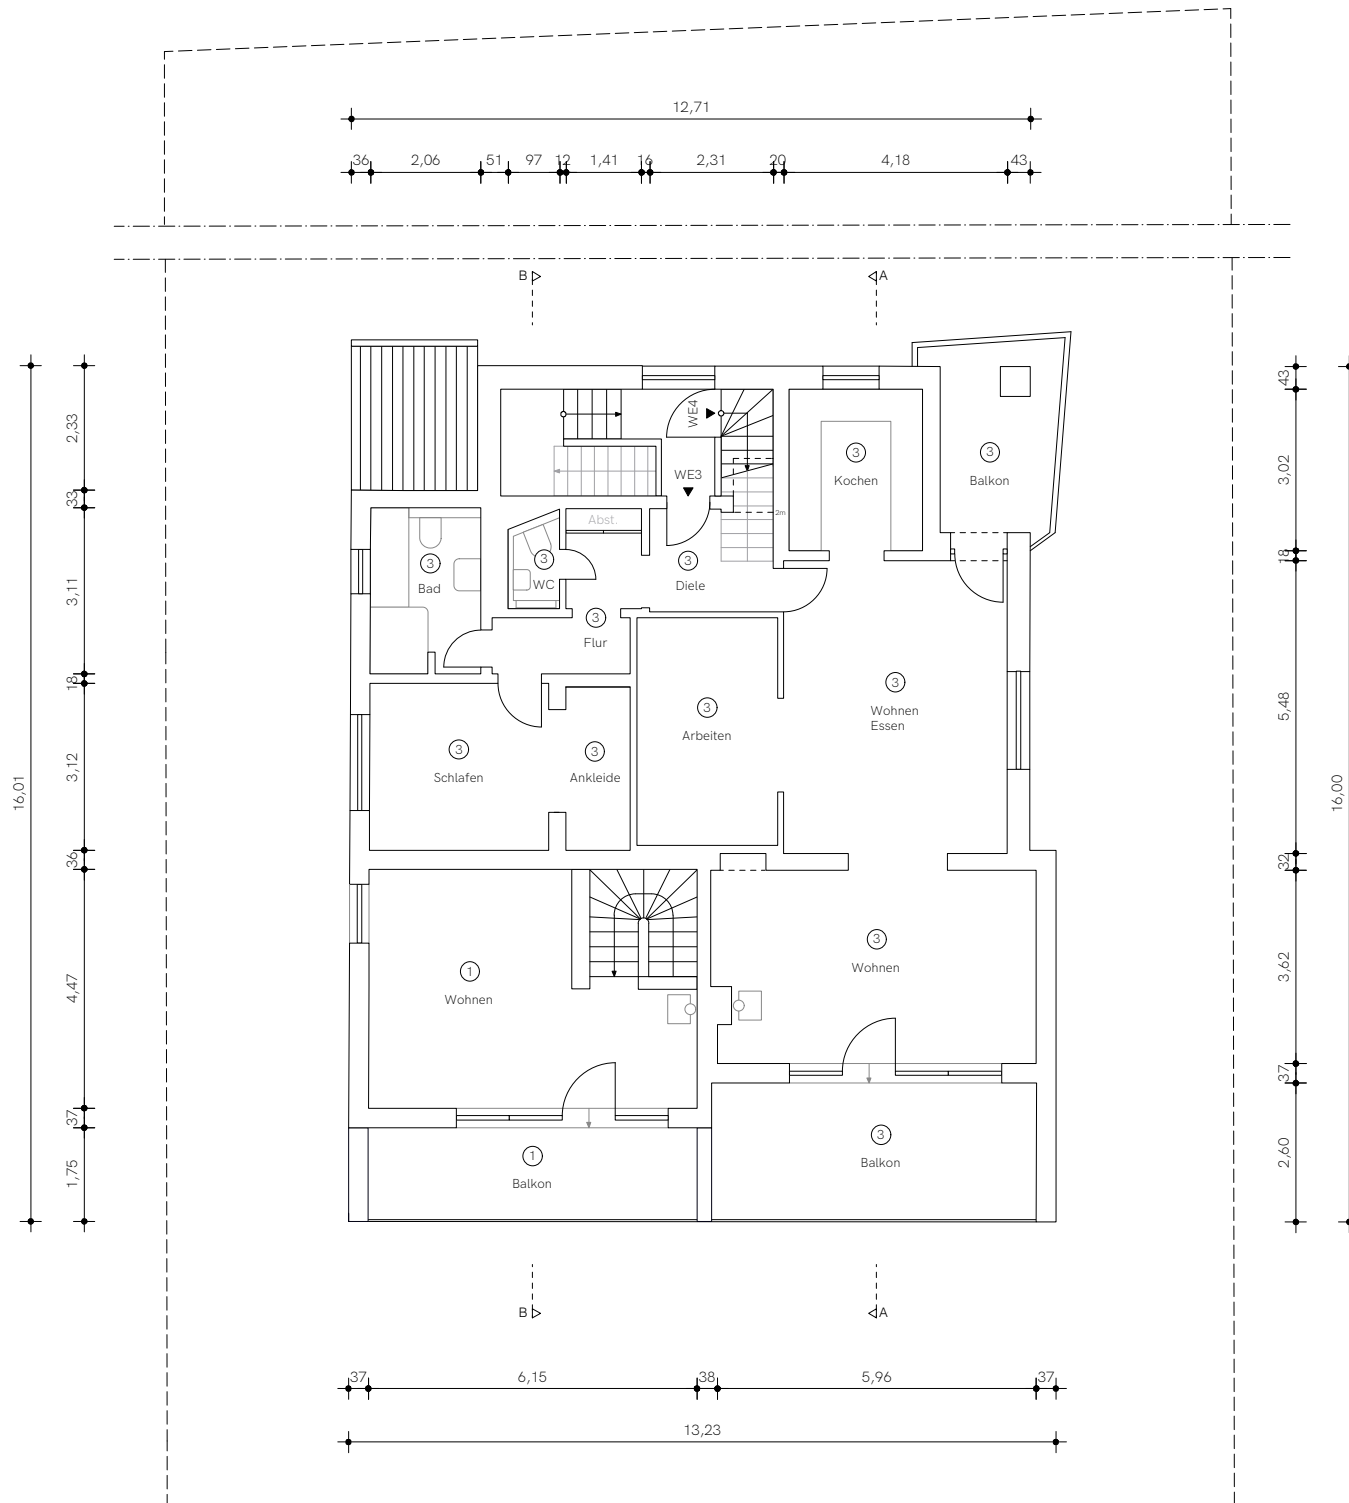 12,71
36 2,06 51 97 12 1,41 16 2,31 20 4,18 43
B A
2,33
33
3,11
18
3,12
36
4,47
37
1,75
16,01
43
3,02
18
5,48
32
3,62
37
2,60
16,00
WE4
WE3
3
Kochen
3
Balkon
2m
Abst.
3
Bad
3
WC
3
Diele
3
Flur
3
Wohnen
Essen
3
Arbeiten
3
Schlafen
3
Ankleide
3
Wohnen
1
Wohnen
3
Balkon
1
Balkon
B A
37 6,15 38 5,96 37
13,23